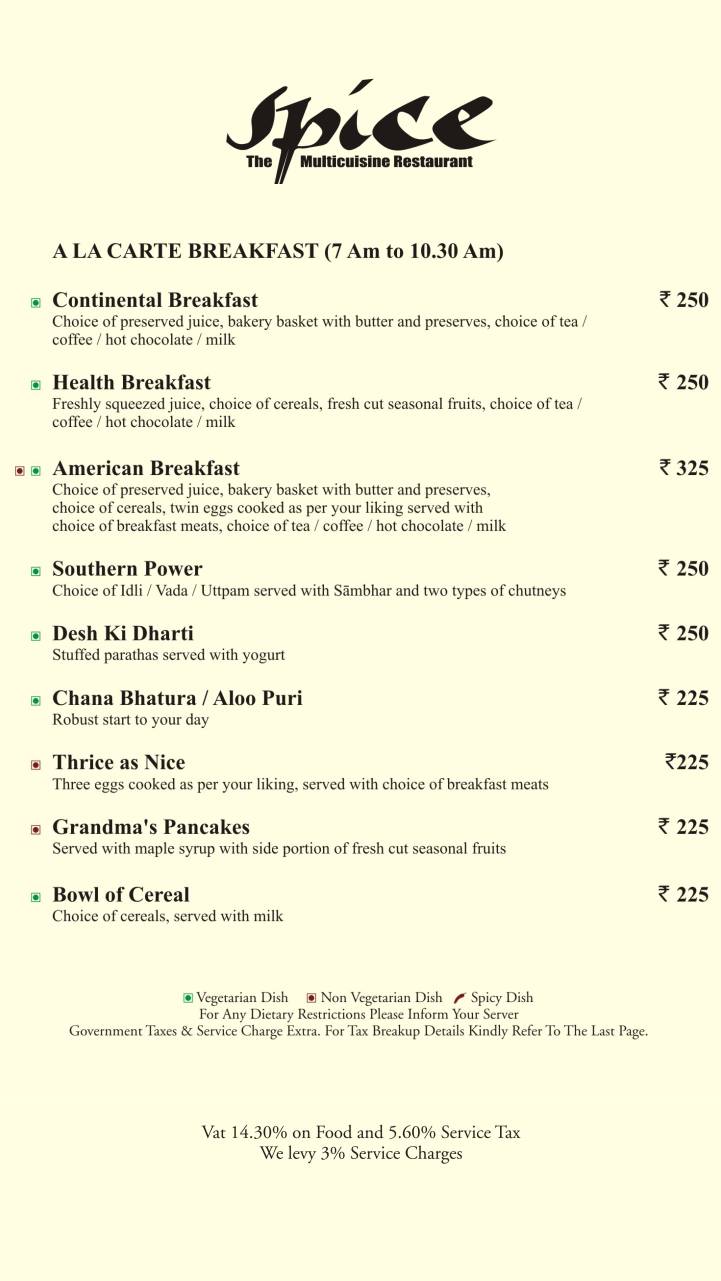 spice
The Multicuisine Restaurant
A LA CARTE BREAKFAST (7 Am to 10.30 Am)
Continental Breakfast ₹ 250
Choice of preserved juice, bakery basket with butter and preserves, choice of tea /
coffee / hot chocolate / milk
Health Breakfast ₹ 250
Freshly squeezed juice, choice of cereals, fresh cut seasonal fruits, choice of tea /
coffee / hot chocolate / milk
American Breakfast ₹ 325
Choice of preserved juice, bakery basket with butter and preserves,
choice of cereals, twin eggs cooked as per your liking served with
choice of breakfast meats, choice of tea / coffee / hot chocolate / milk
Southern Power ₹ 250
Choice of Idli / Vada / Uttpam served with Sāmbhar and two types of chutneys
Desh Ki Dharti ₹ 250
Stuffed parathas served with yogurt
Chana Bhatura / Aloo Puri ₹ 225
Robust start to your day
Thrice as Nice ₹225
Three eggs cooked as per your liking, served with choice of breakfast meats
Grandma's Pancakes ₹ 225
Served with maple syrup with side portion of fresh cut seasonal fruits
Bowl of Cereal ₹ 225
Choice of cereals, served with milk
Vegetarian Dish Non Vegetarian Dish Spicy Dish
For Any Dietary Restrictions Please Inform Your Server
Government Taxes & Service Charge Extra. For Tax Breakup Details Kindly Refer To The Last Page.
Vat 14.30% on Food and 5.60% Service Tax
We levy 3% Service Charges